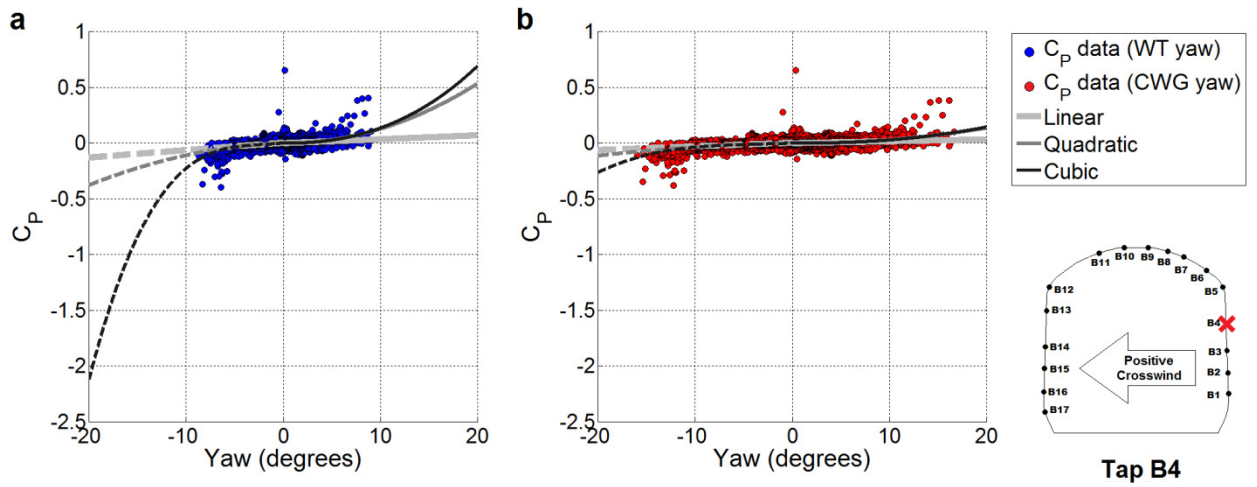 a
1
0.5
0
-0.5
-1
-1.5
-2
-2.5
-20
-10
0
10
20
C_P
Yaw (degrees)
b
1
0.5
0
-0.5
-1
-1.5
-2
-2.5
-20
-10
0
10
20
C_P
Yaw (degrees)
C_P data (WT yaw)
C_P data (CWG yaw)
Linear
Quadratic
Cubic
B11
B10
B9
B8
B7
B6
B5
B12
B13
B4
B14
B3
B15
B2
B16
B1
B17
Positive
Crosswind
Tap B4